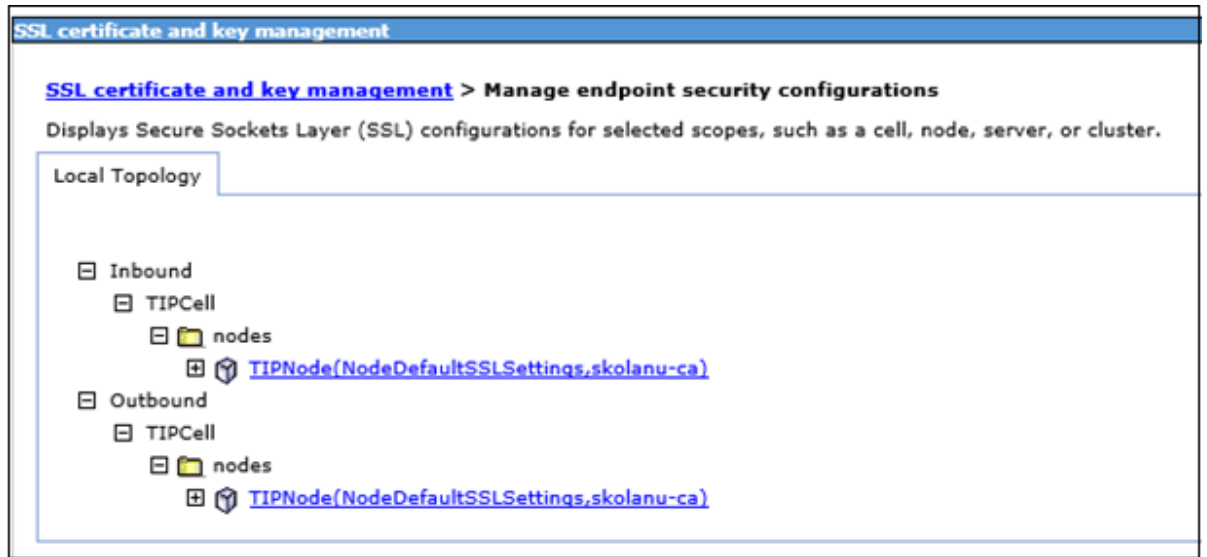 SSL certificate and key management
SSL certificate and key management > Manage endpoint security configurations
Displays Secure Sockets Layer (SSL) configurations for selected scopes, such as a cell, node, server, or cluster.
Local Topology
Inbound
TIPCell
nodes
TIPNode(NodeDefaultSSLSettings,skolanu-ca)
Outbound
TIPCell
nodes
TIPNode(NodeDefaultSSLSettings,skolanu-ca)